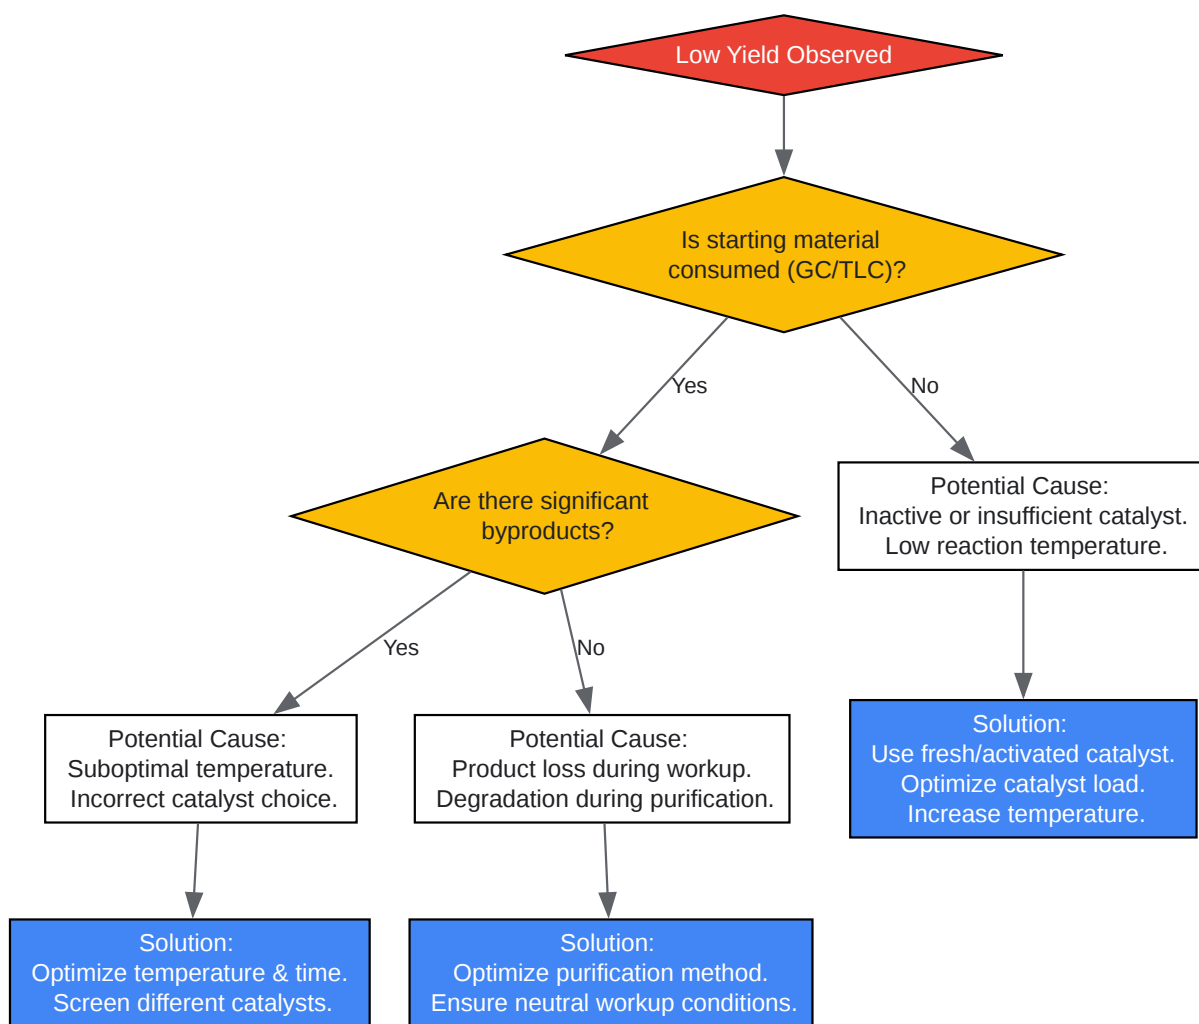 Low Yield Observed
Is starting material
consumed (GC/TLC)?
Yes
No
Are there significant
byproducts?
Potential Cause:
Inactive or insufficient catalyst.
Low reaction temperature.
Yes
No
Potential Cause:
Suboptimal temperature.
Incorrect catalyst choice.
Potential Cause:
Product loss during workup.
Degradation during purification.
Solution:
Use fresh/activated catalyst.
Optimize catalyst load.
Increase temperature.
Solution:
Optimize temperature & time.
Screen different catalysts.
Solution:
Optimize purification method.
Ensure neutral workup conditions.